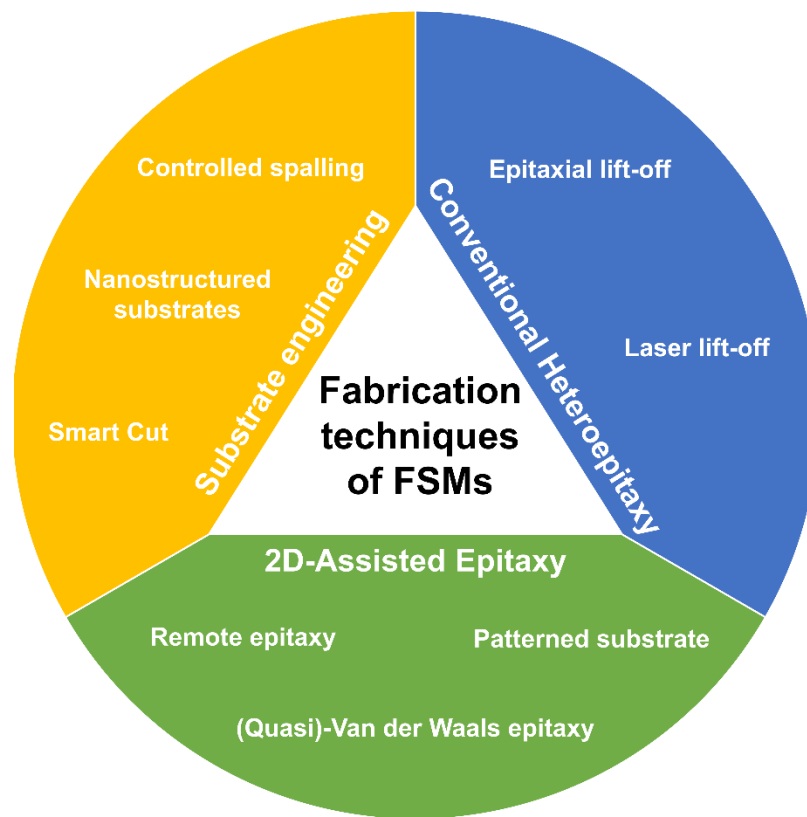 Controlled spalling
Nanostructured
substrates
Smart Cut
Substrate engineering
Epitaxial lift-off
Laser lift-off
Conventional Heteroepitaxy
Fabrication
techniques
of FSMs
2D-Assisted Epitaxy
Remote epitaxy
Patterned substrate
(Quasi)-Van der Waals epitaxy